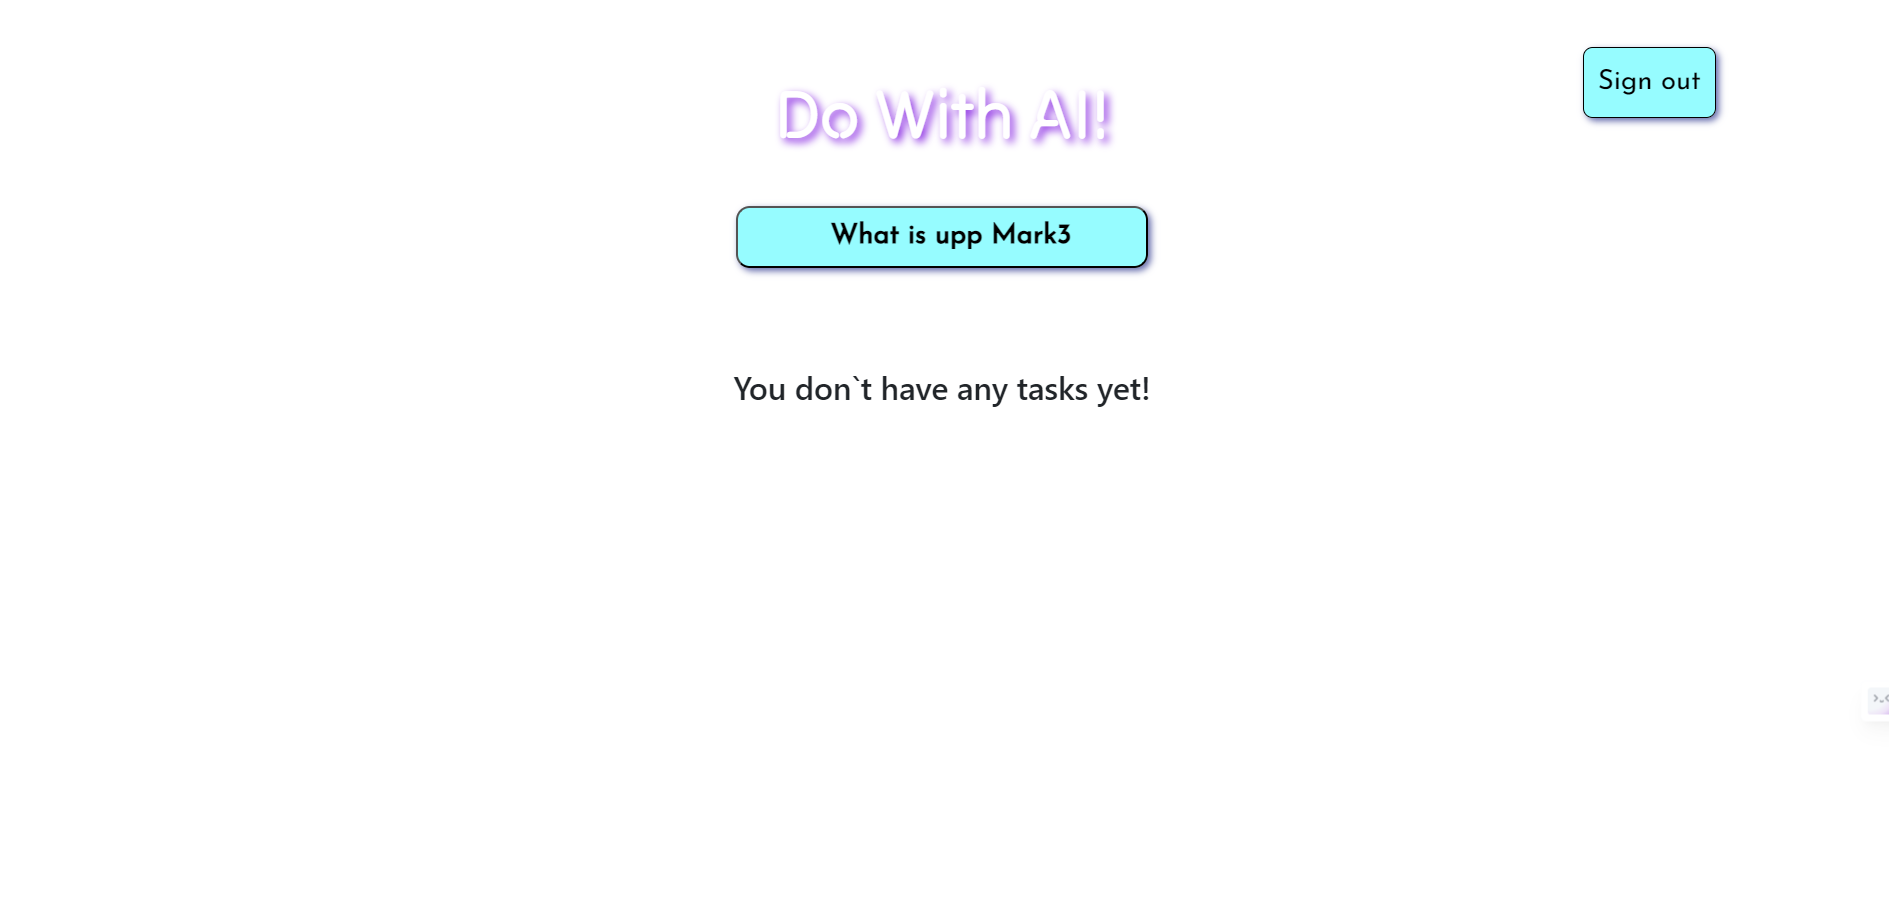 Sign out
Do With AI!
What is upp Mark3
You don`t have any tasks yet!